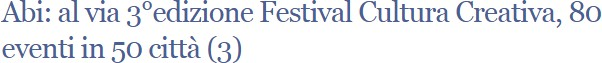 Abi: al via 3°edizione Festival Cultura Creativa, 80
eventi in 50 città (3)